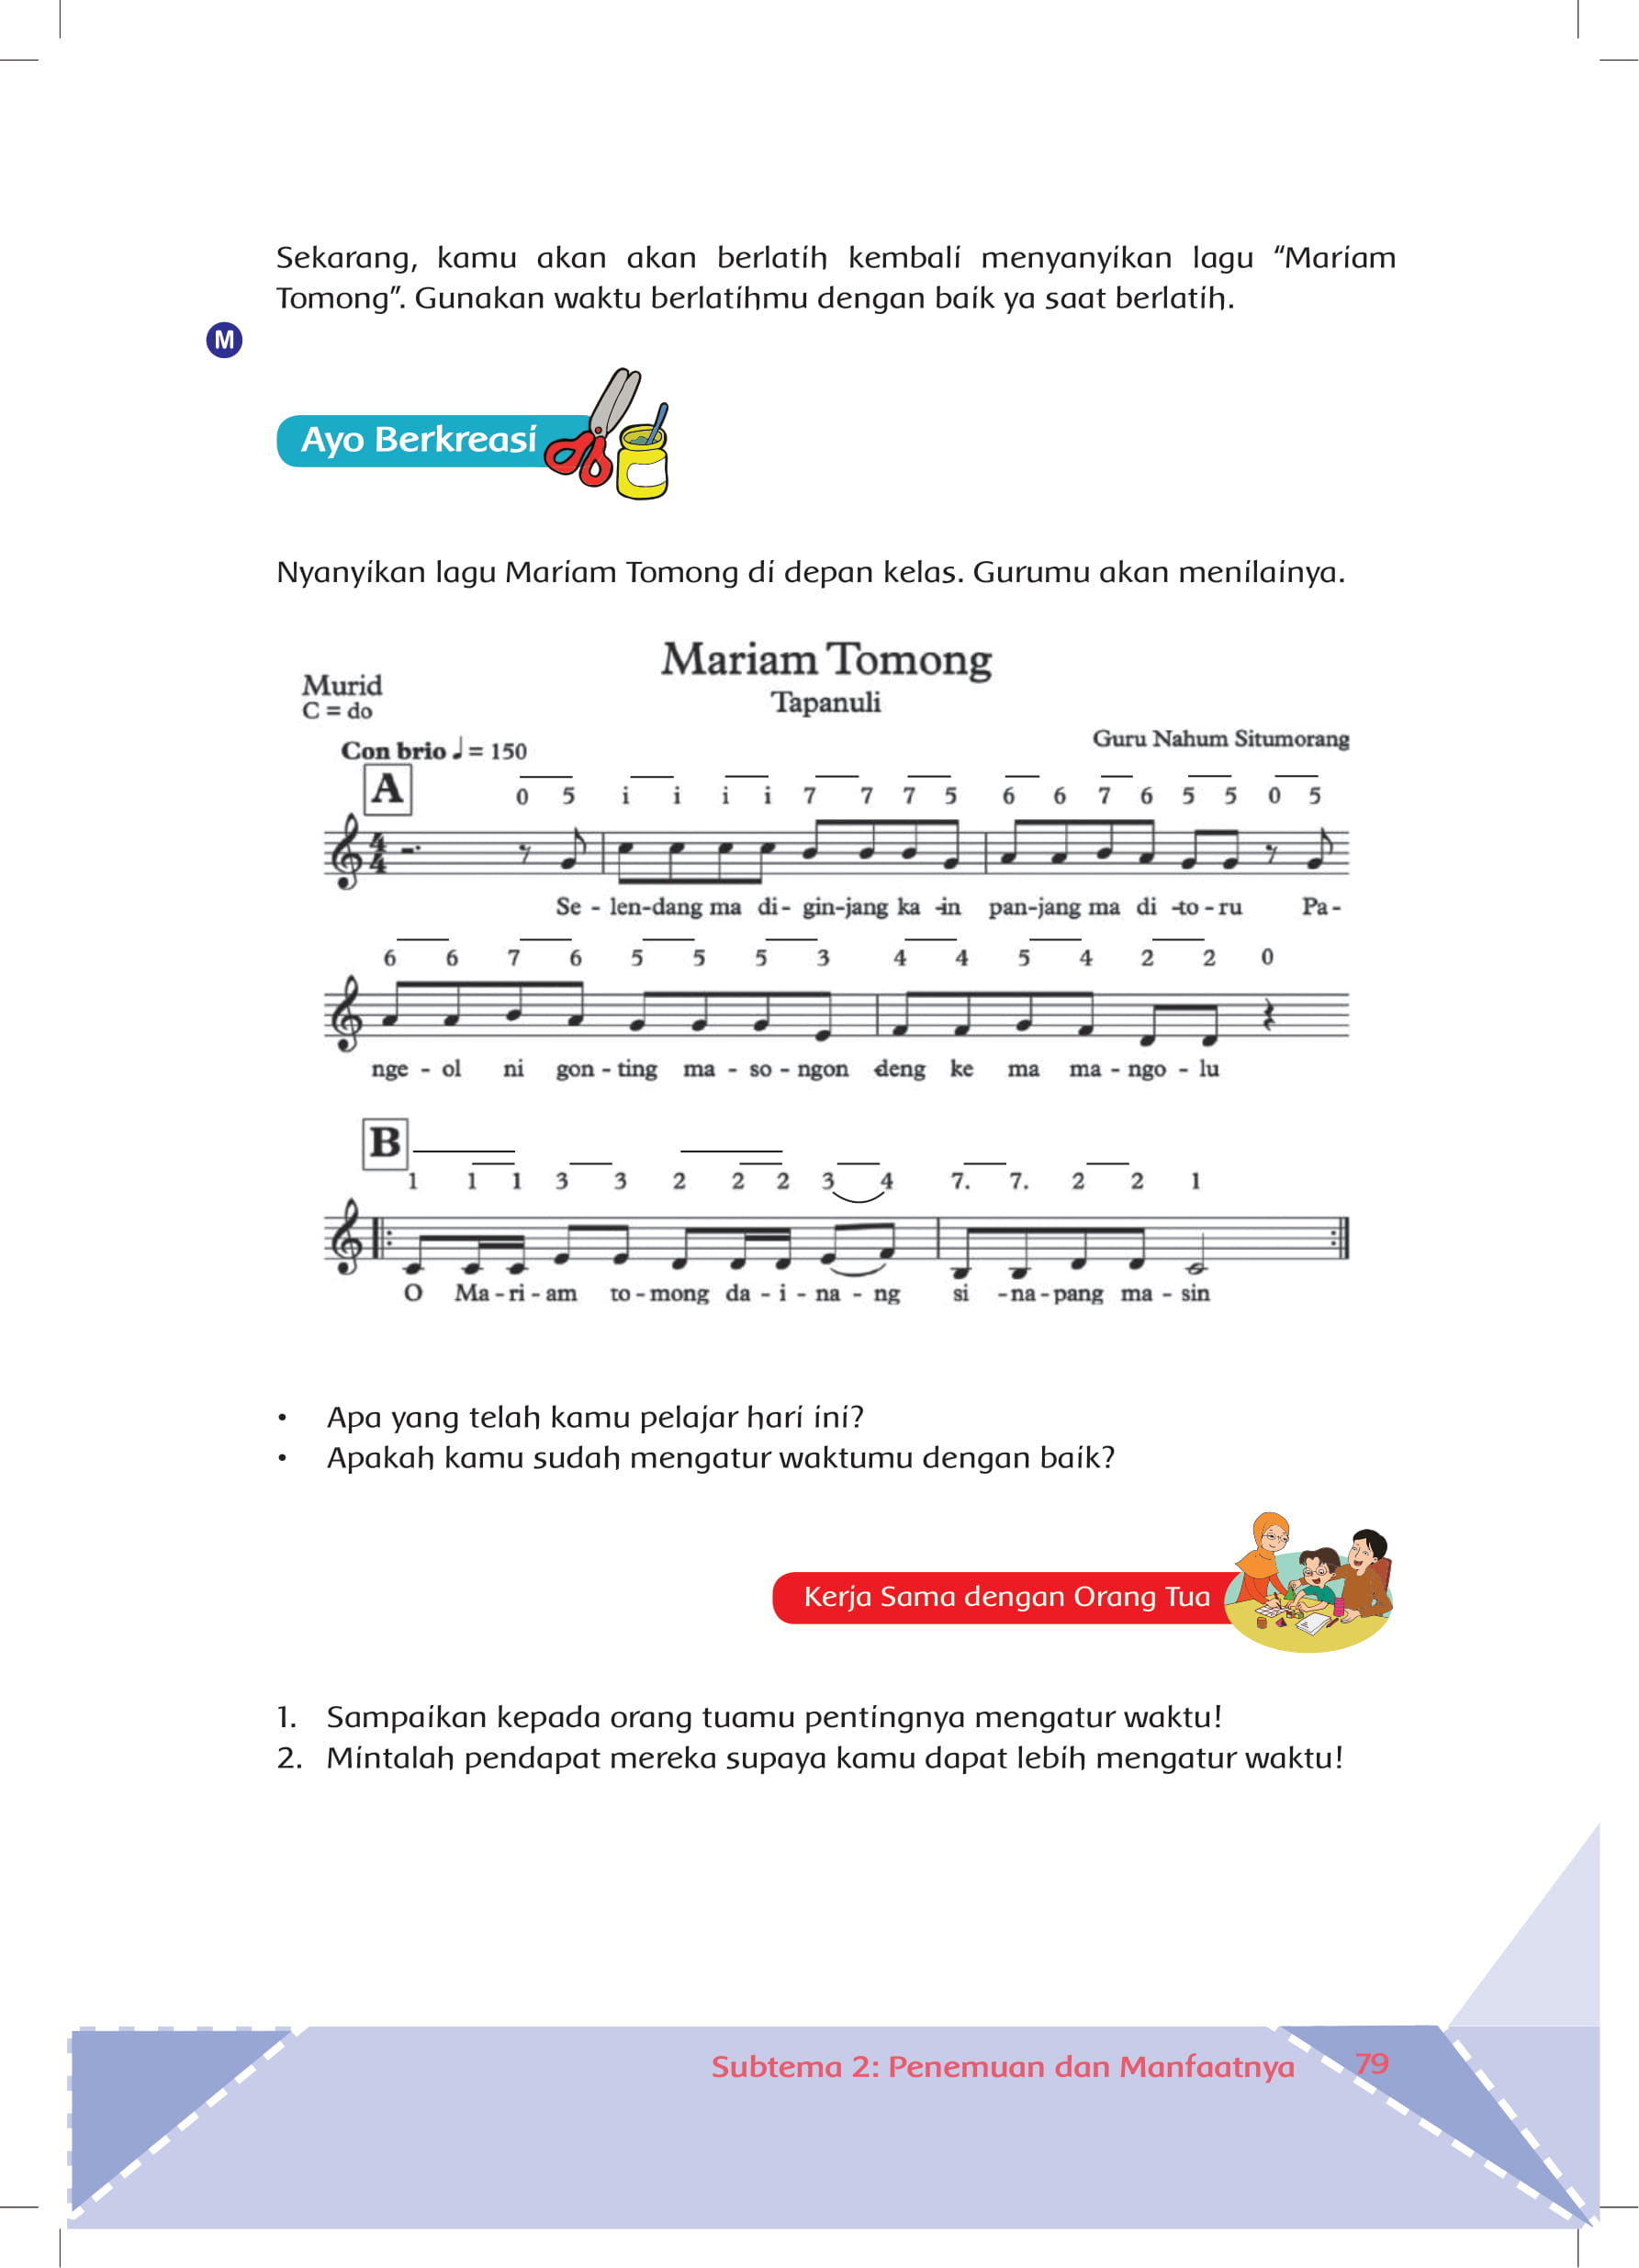 Sekarang, kamu akan akan berlatih kembali menyanyikan lagu “Mariam
Tomong”. Gunakan waktu berlatihmu dengan baik ya saat berlatih.
M
Ayo Berkreasi
Nyanyikan lagu Mariam Tomong di depan kelas. Gurumu akan menilainya.
Mariam Tomong
Murid
Tapanuli
C = do
Guru Nahum Situmorang
Con brio ♩ = 150
A
0 5 i i i i 7 7 7 5 6 6 7 6 5 5 0 5
4
4
Se - len-dang ma di- gin-jang ka -in pan-jang ma di -to - ru Pa -
6 6 7 6 5 5 5 3 4 4 5 4 2 2 0
nge - ol ni gon - ting ma - so - ngon deng ke ma ma - ngo - lu
B
1 1 1 3 3 2 2 2 3 4 7. 7. 2 2 1
O Ma - ri - am to - mong da - i - na - ng si -na - pang ma - sin
• Apa yang telah kamu pelajar hari ini?
• Apakah kamu sudah mengatur waktumu dengan baik?
Kerja Sama dengan Orang Tua
1. Sampaikan kepada orang tuamu pentingnya mengatur waktu!
2. Mintalah pendapat mereka supaya kamu dapat lebih mengatur waktu!
Subtema 2: Penemuan dan Manfaatnya 79